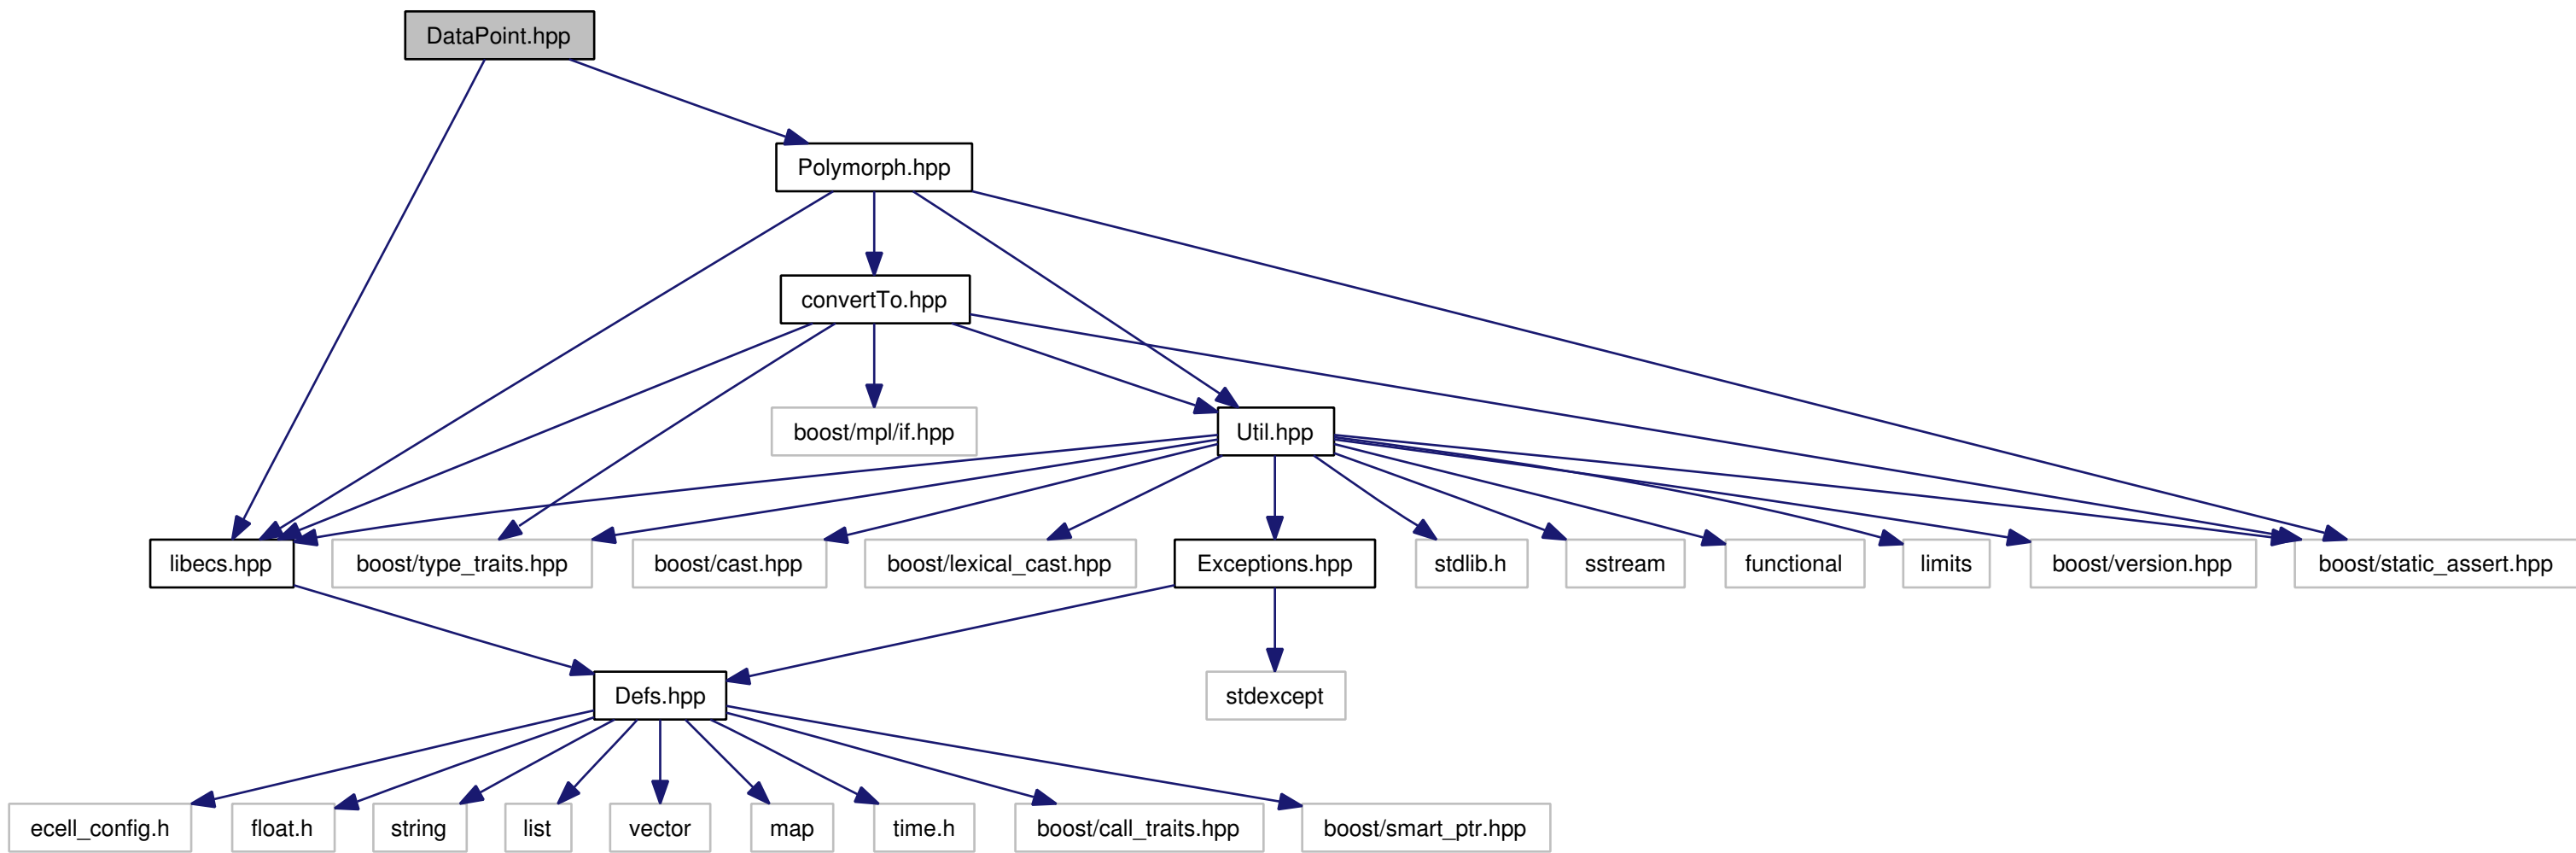 DataPoint.hpp
Polymorph.hpp
convertTo.hpp
boost/mpl/if.hpp
Util.hpp
libecs.hpp
boost/type_traits.hpp
boost/cast.hpp
boost/lexical_cast.hpp
Exceptions.hpp
stdlib.h
sstream
functional
limits
boost/version.hpp
boost/static_assert.hpp
Defs.hpp
stdexcept
ecell_config.h
float.h
string
list
vector
map
time.h
boost/call_traits.hpp
boost/smart_ptr.hpp